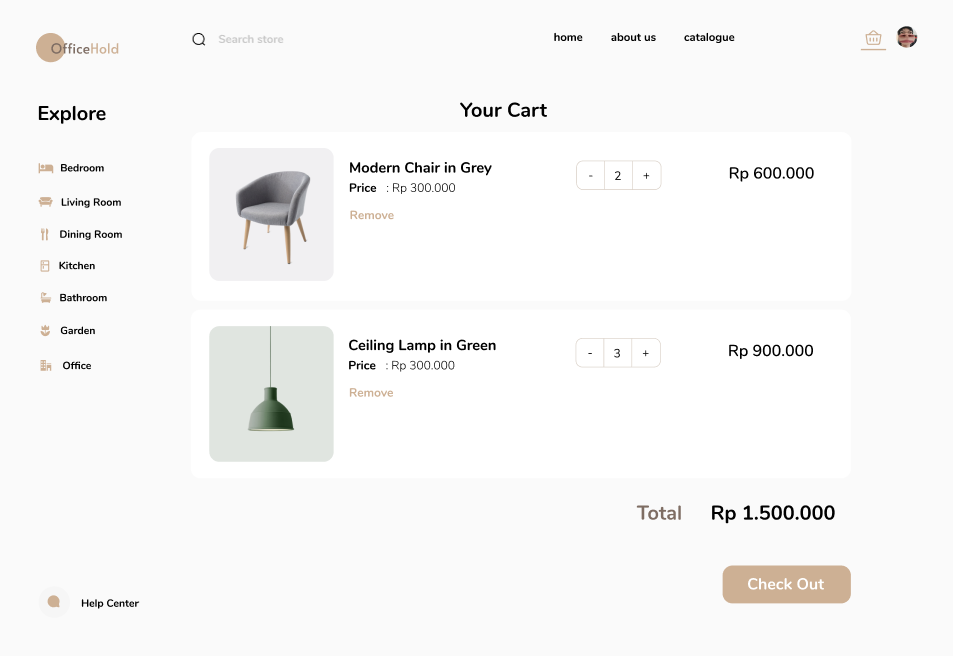 OfficeHold
Search store
home about us catalogue
Explore
Bedroom
Living Room
Dining Room
Kitchen
Bathroom
Garden
Office
Help Center
Your Cart
Modern Chair in Grey
Price : Rp 300.000
Remove
- 2 +
Rp 600.000
Ceiling Lamp in Green
Price : Rp 300.000
Remove
- 3 +
Rp 900.000
Total Rp 1.500.000
Check Out